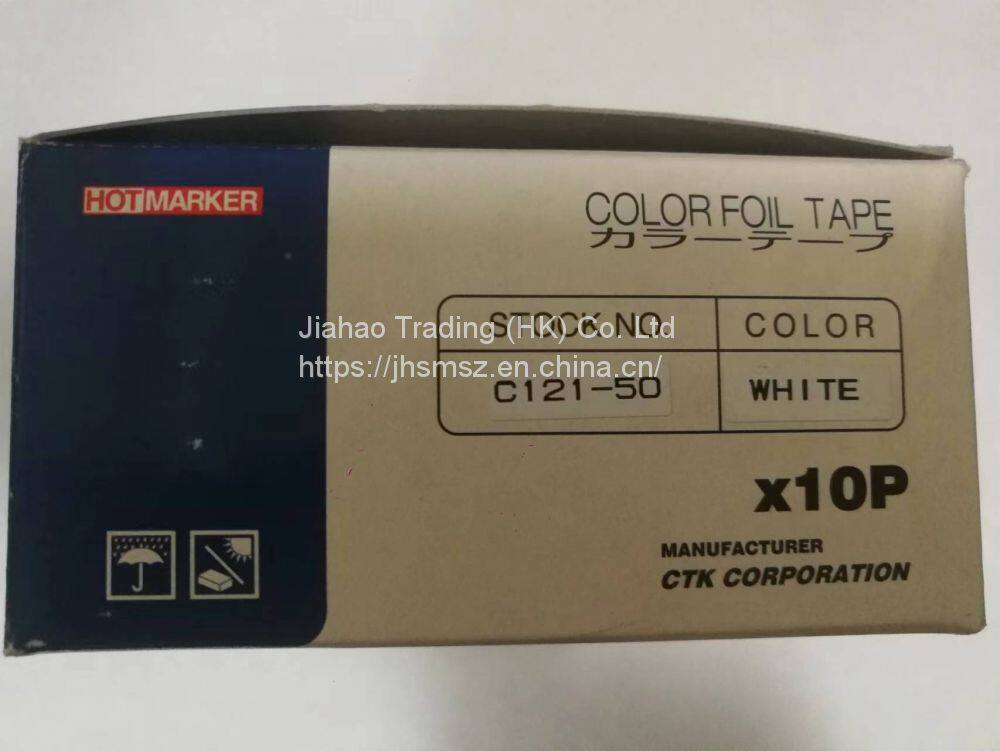 HOTMARKER
COLOR FOIL TAPE
カラーテープ
STOCK NO. COLOR
Jiahao Trading (HK) Co. Ltd
https://jhsmsz.en.china.cn/
C121-50 WHITE
x10P
MANUFACTURER
CTK CORPORATION